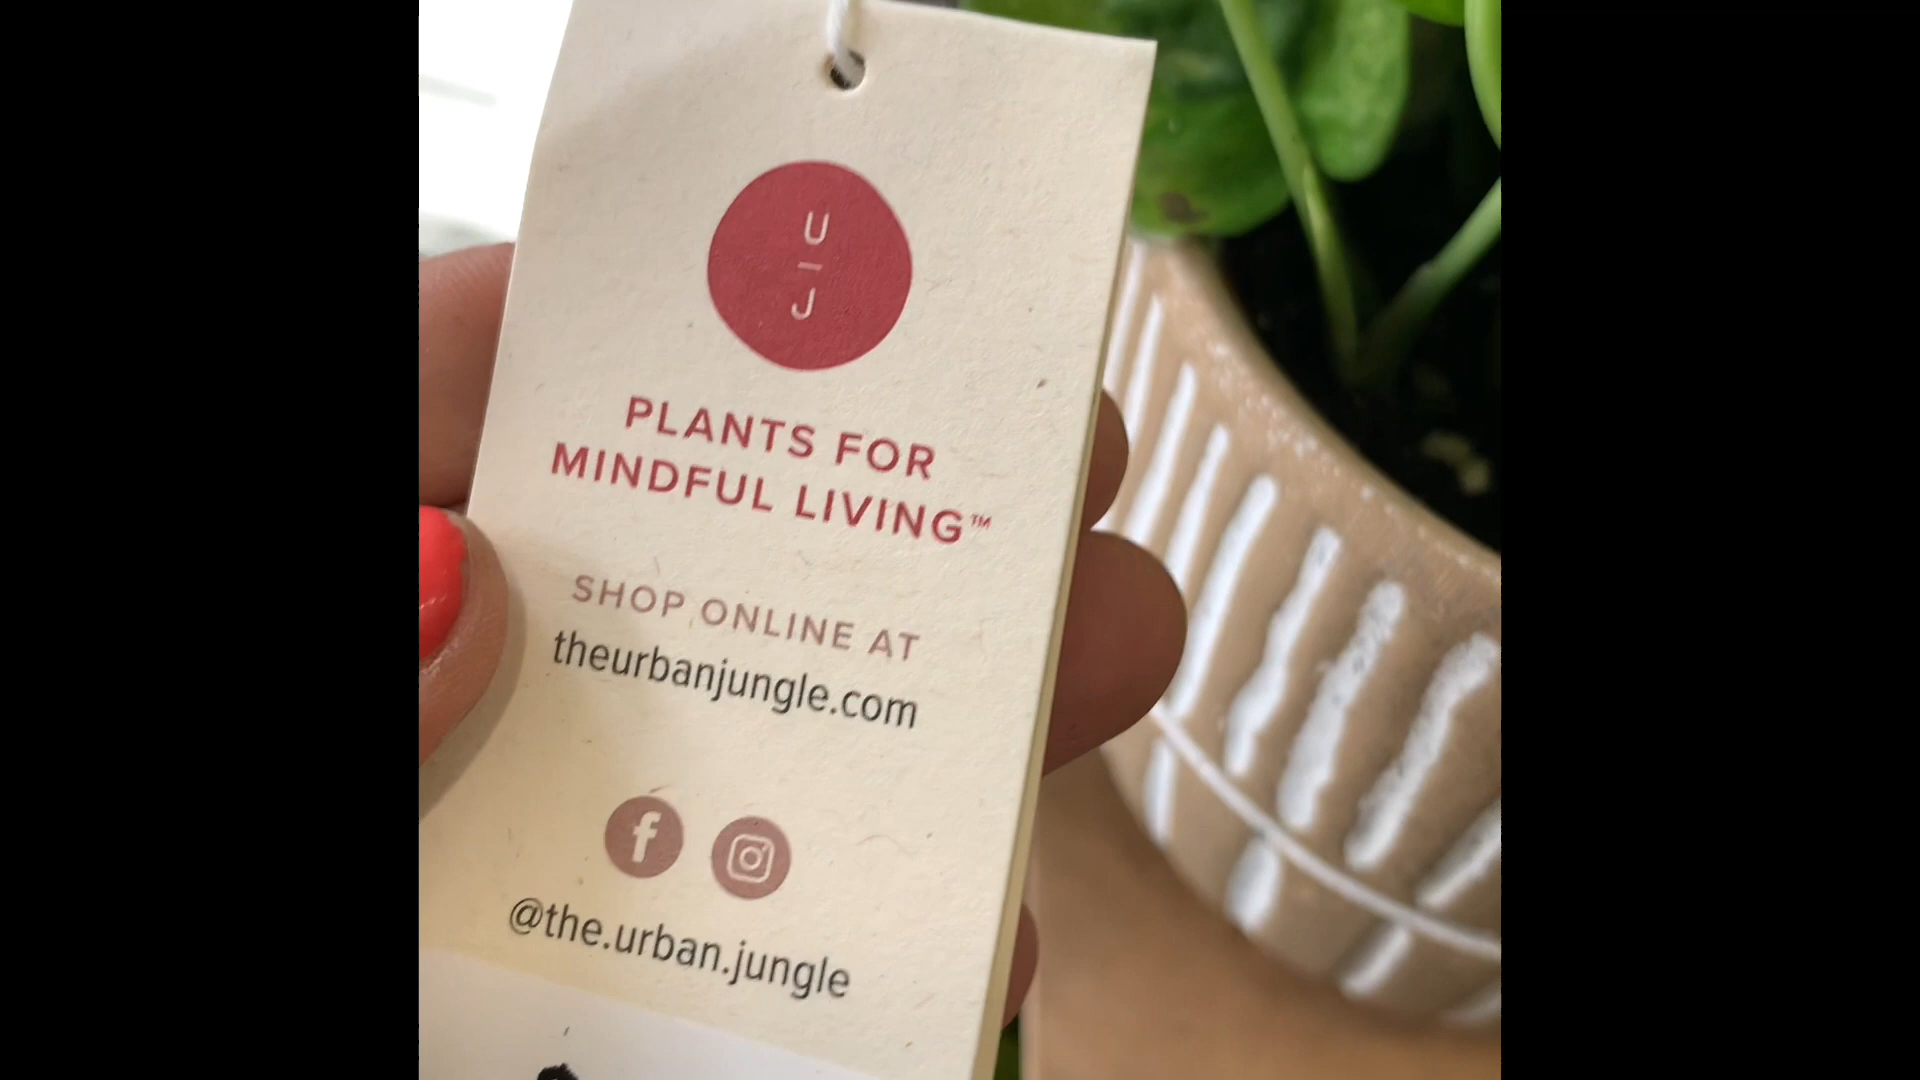 U
J
PLANTS FOR
MINDFUL LIVING™
SHOP ONLINE AT
theurbanjungle.com
f
@the.urban.jungle